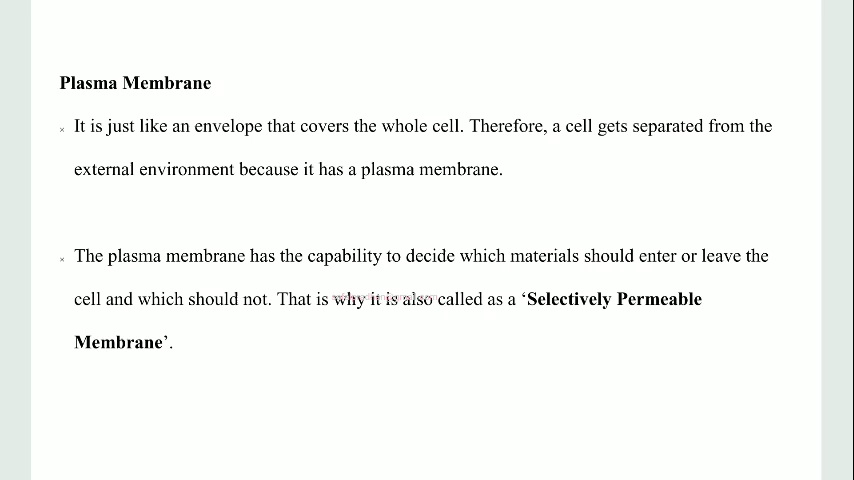 Plasma Membrane
× It is just like an envelope that covers the whole cell. Therefore, a cell gets separated from the
external environment because it has a plasma membrane.
× The plasma membrane has the capability to decide which materials should enter or leave the
cell and which should not. That is why it is also called as a ‘Selectively Permeable
Membrane’.